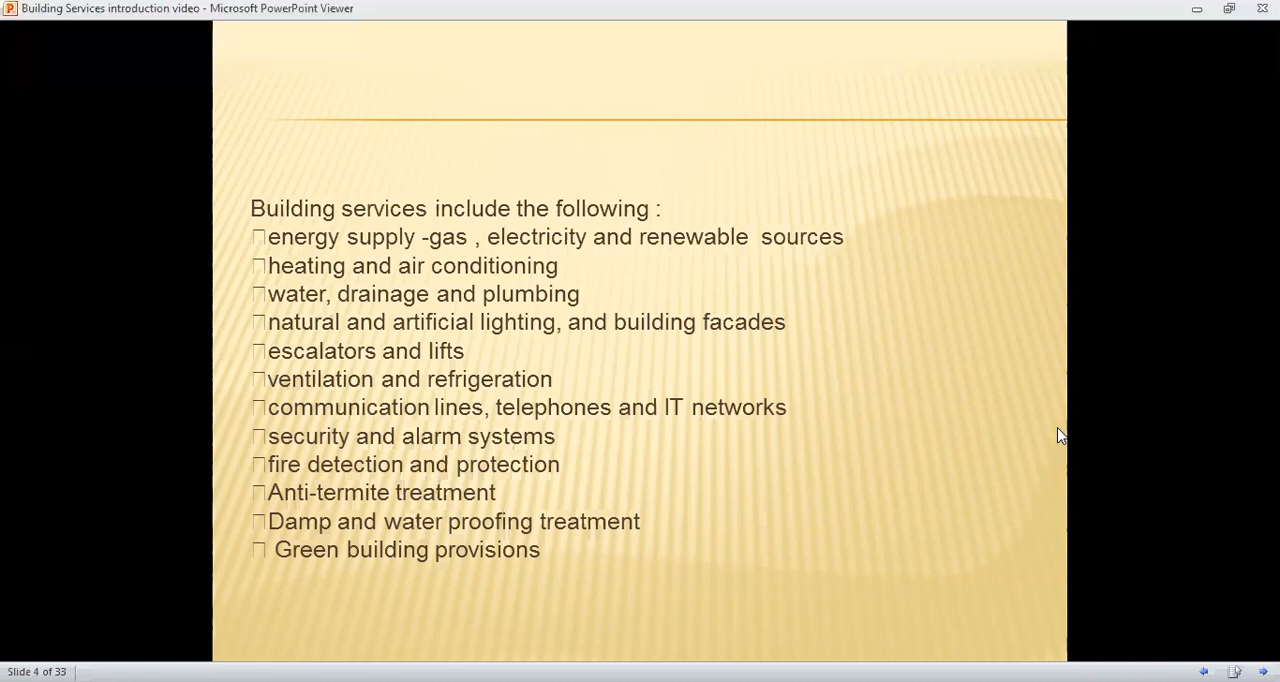 Building Services introduction video - Microsoft PowerPoint Viewer
Building services include the following :
energy supply -gas , electricity and renewable  sources
heating and air conditioning
water, drainage and plumbing
natural and artificial lighting, and building facades
escalators and lifts
ventilation and refrigeration
communication lines, telephones and IT networks
security and alarm systems
fire detection and protection
Anti-termite treatment
Damp and water proofing treatment
Green building provisions
Slide 4 of 33